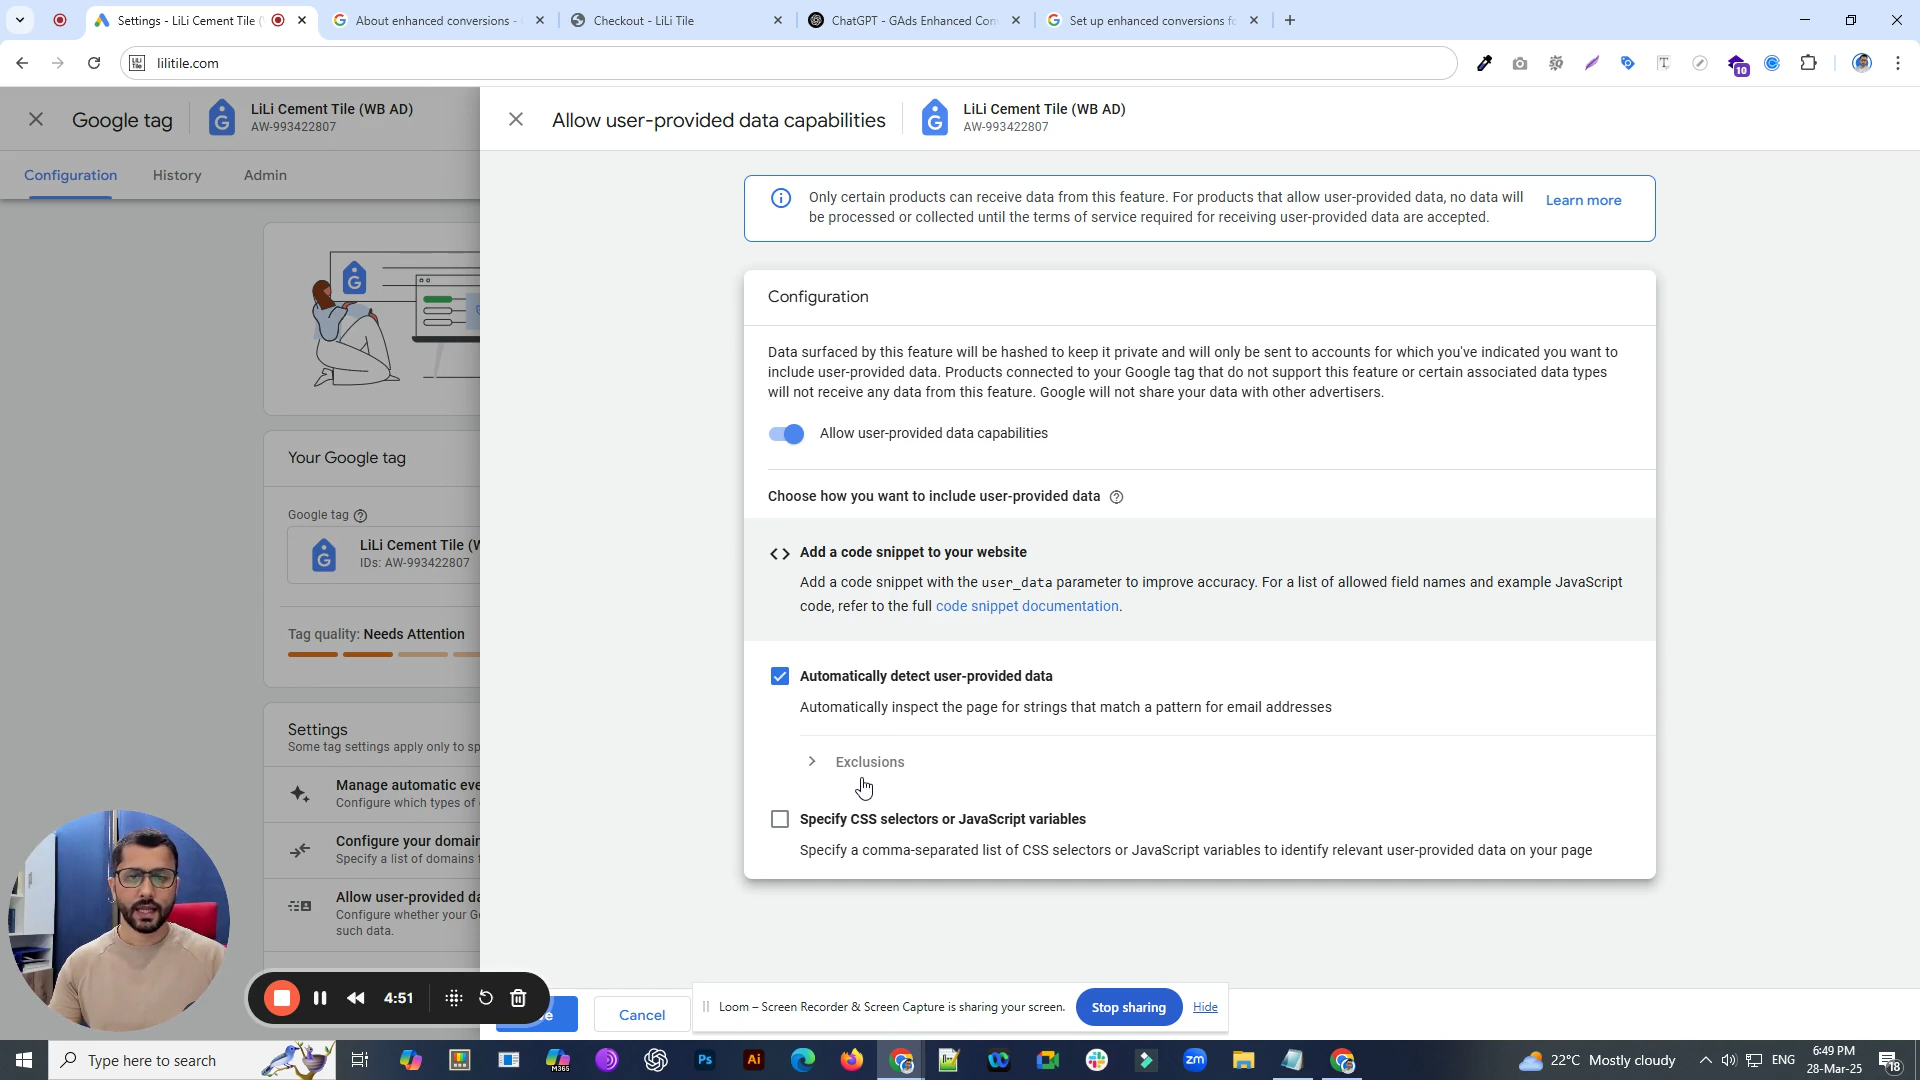 Settings - LiLi Cement Tile (
About enhanced conversions -
Checkout - LiLi Tile
ChatGPT - GAds Enhanced Con
Set up enhanced conversions fo
lilitile.com
10
Google tag
LiLi Cement Tile (WB AD)
AW-993422807
Configuration
History
Admin
Your Google tag
Google tag
LiLi Cement Tile (W
IDs: AW-993422807
Tag quality: Needs Attention
Settings
Some tag settings apply only to sp
Manage automatic eve
Configure which types of
Configure your domain
Specify a list of domains
Allow user-provided da
Configure whether your Go
such data.
Allow user-provided data capabilities
LiLi Cement Tile (WB AD)
AW-993422807
Only certain products can receive data from this feature. For products that allow user-provided data, no data will
be processed or collected until the terms of service required for receiving user-provided data are accepted.
Learn more
Configuration
Data surfaced by this feature will be hashed to keep it private and will only be sent to accounts for which you've indicated you want to
include user-provided data. Products connected to your Google tag that do not support this feature or certain associated data types
will not receive any data from this feature. Google will not share your data with other advertisers.
Allow user-provided data capabilities
Choose how you want to include user-provided data
Add a code snippet to your website
Add a code snippet with the user_data parameter to improve accuracy. For a list of allowed field names and example JavaScript
code, refer to the full code snippet documentation.
Automatically detect user-provided data
Automatically inspect the page for strings that match a pattern for email addresses
Exclusions
Specify CSS selectors or JavaScript variables
Specify a comma-separated list of CSS selectors or JavaScript variables to identify relevant user-provided data on your page
4:51
Cancel
Loom – Screen Recorder & Screen Capture is sharing your screen.
Stop sharing
Hide
Type here to search
M365
Ps
Ai
zm
22°C Mostly cloudy
ENG
6:49 PM
28-Mar-25
18